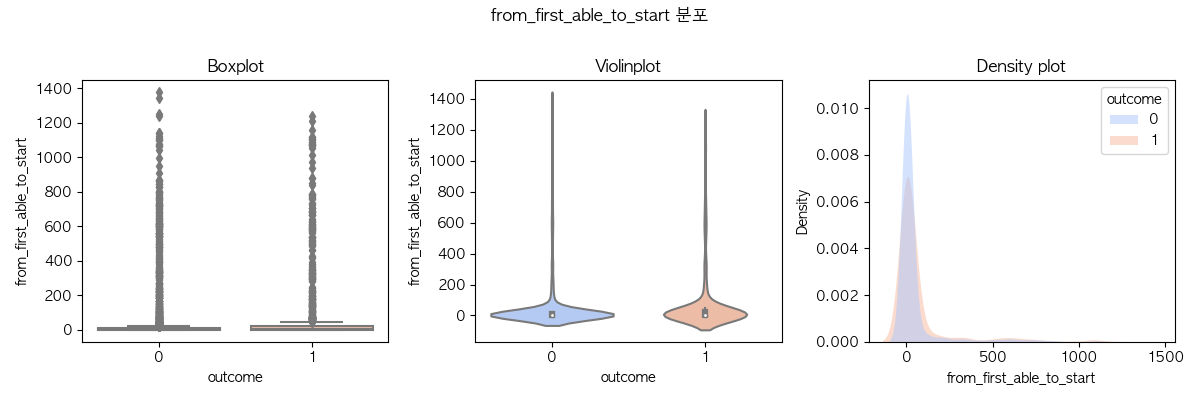 from_first_able_to_start 분포
Boxplot
from_first_able_to_start
1400
1200
1000
800
600
400
200
0
0
1
outcome
Violinplot
from_first_able_to_start
1400
1200
1000
800
600
400
200
0
0
1
outcome
Density plot
Density
0.010
0.008
0.006
0.004
0.002
0.000
outcome
0
1
0
500
1000
1500
from_first_able_to_start